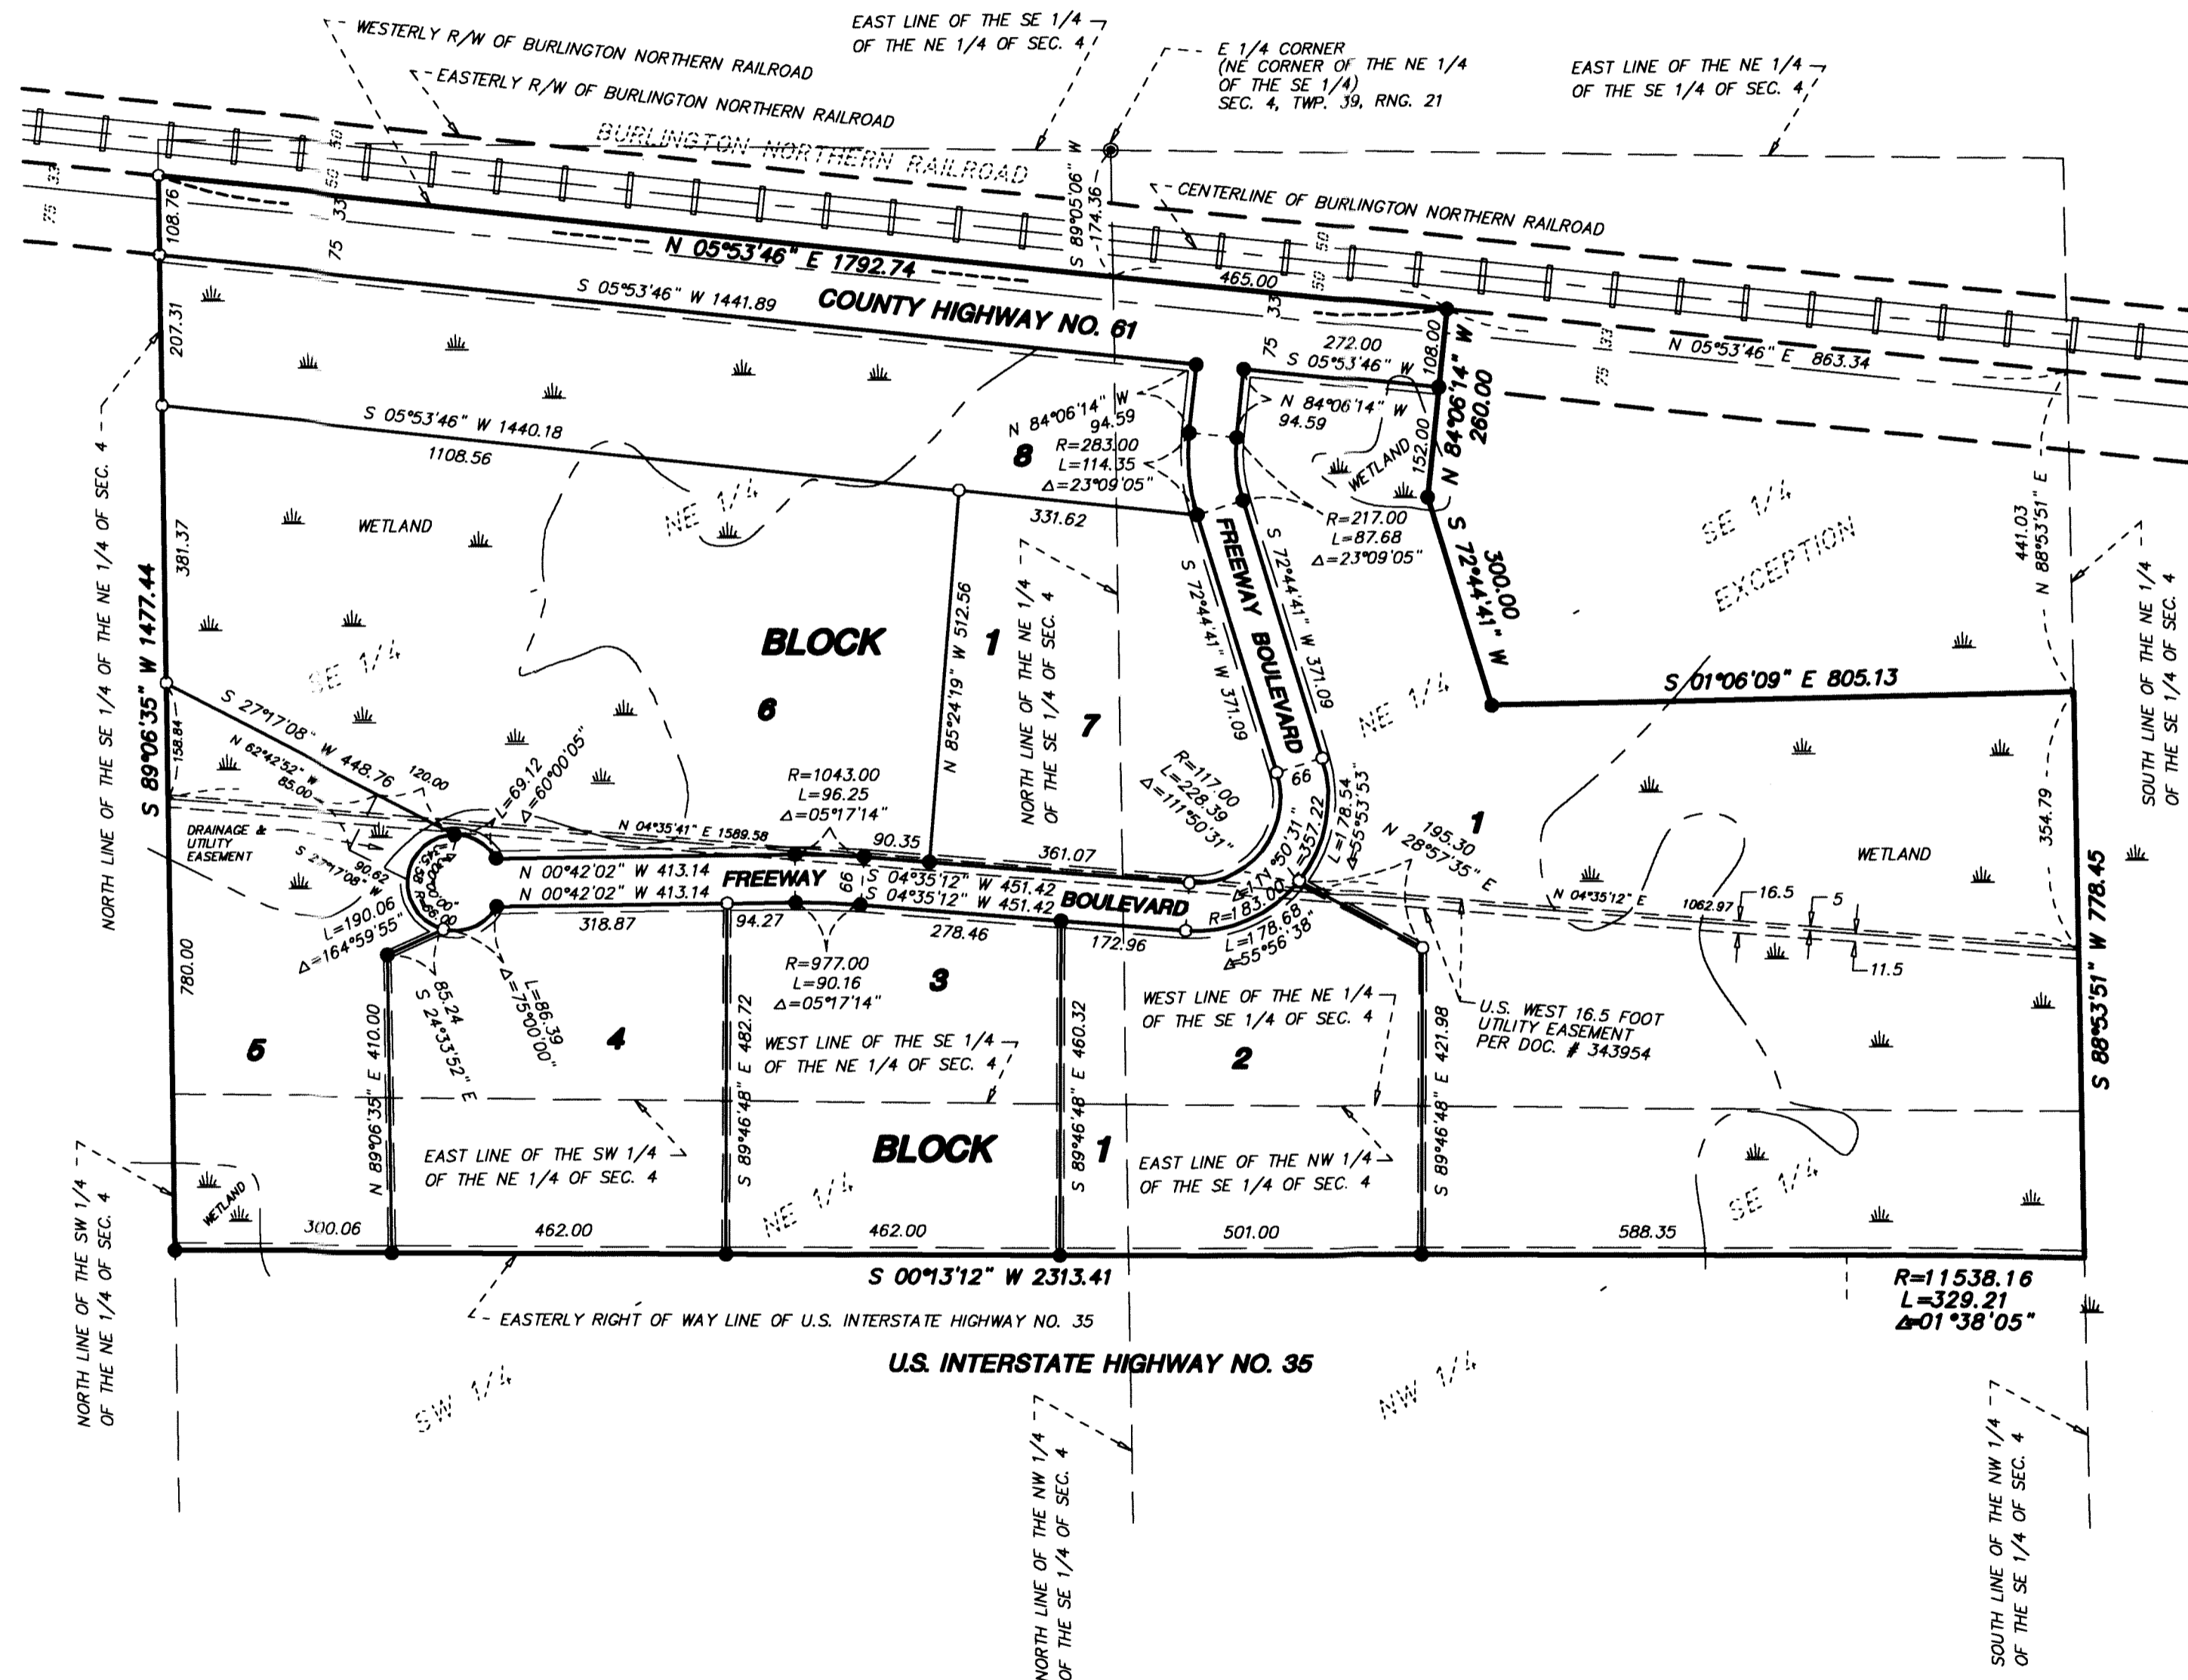 WESTERLY R/W OF BURLINGTON NORTHERN RAILROAD
EASTERLY R/W OF BURLINGTON NORTHERN RAILROAD
BURLINGTON NORTHERN RAILROAD
EAST LINE OF THE SE 1/4
OF THE NE 1/4 OF SEC. 4
E 1/4 CORNER
(NE CORNER OF THE NE 1/4
OF THE SE 1/4)
SEC. 4, TWP. 39, RNG. 21
EAST LINE OF THE NE 1/4
OF THE SE 1/4 OF SEC. 4
S 89°05'06" W
174.36
CENTERLINE OF BURLINGTON NORTHERN RAILROAD
33
75
50
50
33
75
108.76
N 05°53'46" E 1792.74
465.00
50
50
33
75
33
75
N 05°53'46" E 863.34
COUNTY HIGHWAY NO. 61
S 05°53'46" W 1441.89
272.00
S 05°53'46" W
108.00
N 84°06'14" W
260.00
152.00
207.31
S 05°53'46" W 1440.18
1108.56
331.62
N 84°06'14" W
94.59
8
R=283.00
L=114.35
Δ=23°09'05"
N 84°06'14" W
94.59
WETLAND
R=217.00
L=87.68
Δ=23°09'05"
NORTH LINE OF THE SE 1/4 OF THE NE 1/4 OF SEC. 4
381.37
WETLAND
NE 1/4
SE 1/4
S 89°06'35" W 1477.44
BLOCK 1
6
N 85°24'19" W 512.56
7
NORTH LINE OF THE NE 1/4
OF THE SE 1/4 OF SEC. 4
S 72°44'41" W 371.09
FREEWAY BOULEVARD
S 72°44'41" W 371.09
NE 1/4
300.00
S 72°44'41" W
SE 1/4
EXCEPTION
S 01°06'09" E 805.13
441.03
N 88°53'51" E
SOUTH LINE OF THE NE 1/4
OF THE SE 1/4 OF SEC. 4
158.84
S 27°17'08" W 448.76
N 62°42'52" W
85.00
120.00
L=69.12
Δ=60°00'05"
DRAINAGE &
UTILITY
EASEMENT
S 27°17'08" W
90.62
N 04°35'41" E 1589.58
R=1043.00
L=96.25
Δ=05°17'14"
90.35
361.07
R=117.00
L=228.39
Δ=111°50'31"
66
L=178.54
Δ=55°53'53"
L=357.22
R=183.00
L=178.68
Δ=55°56'38"
195.30
N 28°57'35" E
1
WETLAND
354.79
S 88°53'51" W 778.45
N 04°35'12" E 1062.97
16.5
5
11.5
N 00°42'02" W 413.14
N 00°42'02" W 413.14
FREEWAY
66
S 04°35'12" W 451.42
S 04°35'12" W 451.42
BOULEVARD
R=66.00
L=190.06
Δ=164°59'55"
318.87
94.27
278.46
172.96
780.00
R=977.00
L=90.16
Δ=05°17'14"
3
85.24
S 24°33'52" E
L=86.39
Δ=75°00'00"
5
N 89°06'35" E 410.00
4
S 89°46'48" E 482.72
WEST LINE OF THE SE 1/4
OF THE NE 1/4 OF SEC. 4
S 89°46'48" E 460.32
WEST LINE OF THE NE 1/4
OF THE SE 1/4 OF SEC. 4
2
S 89°46'48" E 421.98
U.S. WEST 16.5 FOOT
UTILITY EASEMENT
PER DOC. # 343954
EAST LINE OF THE SW 1/4
OF THE NE 1/4 OF SEC. 4
BLOCK 1
EAST LINE OF THE NW 1/4
OF THE SE 1/4 OF SEC. 4
NE 1/4
SE 1/4
WETLAND
300.06
462.00
462.00
501.00
588.35
S 00°13'12" W 2313.41
R=11538.16
L=329.21
Δ=01°38'05"
EASTERLY RIGHT OF WAY LINE OF U.S. INTERSTATE HIGHWAY NO. 35
U.S. INTERSTATE HIGHWAY NO. 35
SW 1/4
NW 1/4
NORTH LINE OF THE SW 1/4
OF THE NE 1/4 OF SEC. 4
NORTH LINE OF THE NW 1/4
OF THE SE 1/4 OF SEC. 4
SOUTH LINE OF THE NW 1/4
OF THE SE 1/4 OF SEC. 4